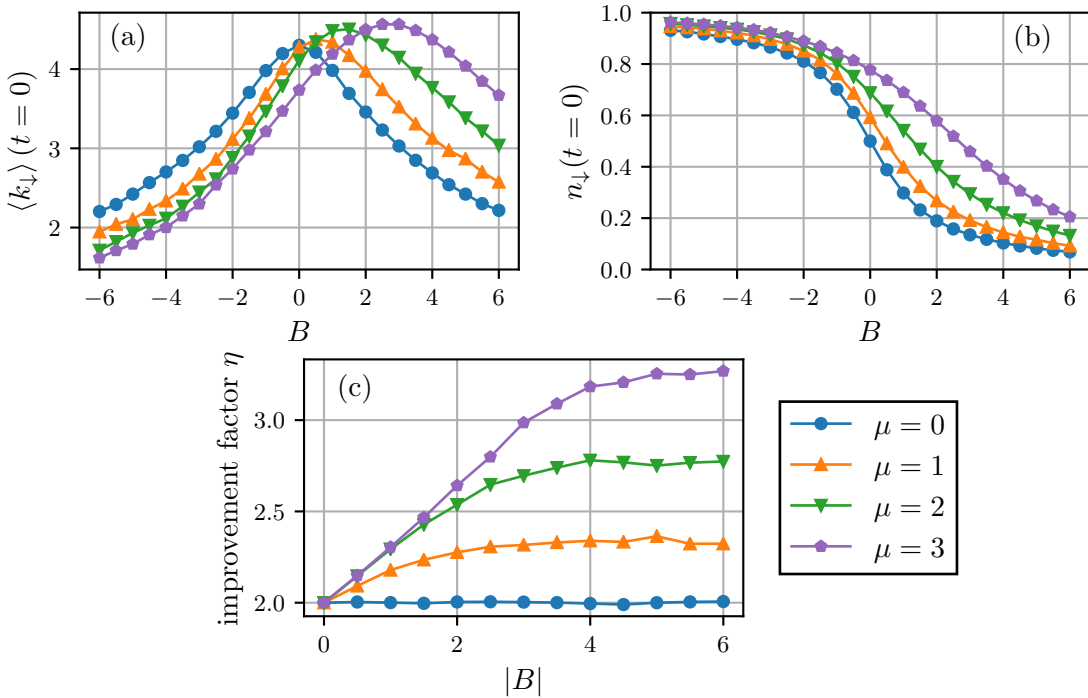 (a)
⟨k↓⟩ (t = 0)
4
3
2
−6 −4 −2 0 2 4 6
B
(b)
n↓(t = 0)
1.0
0.8
0.6
0.4
0.2
0.0
−6 −4 −2 0 2 4 6
B
(c)
improvement factor η
3.0
2.5
2.0
0 2 4 6
|B|
μ = 0
μ = 1
μ = 2
μ = 3